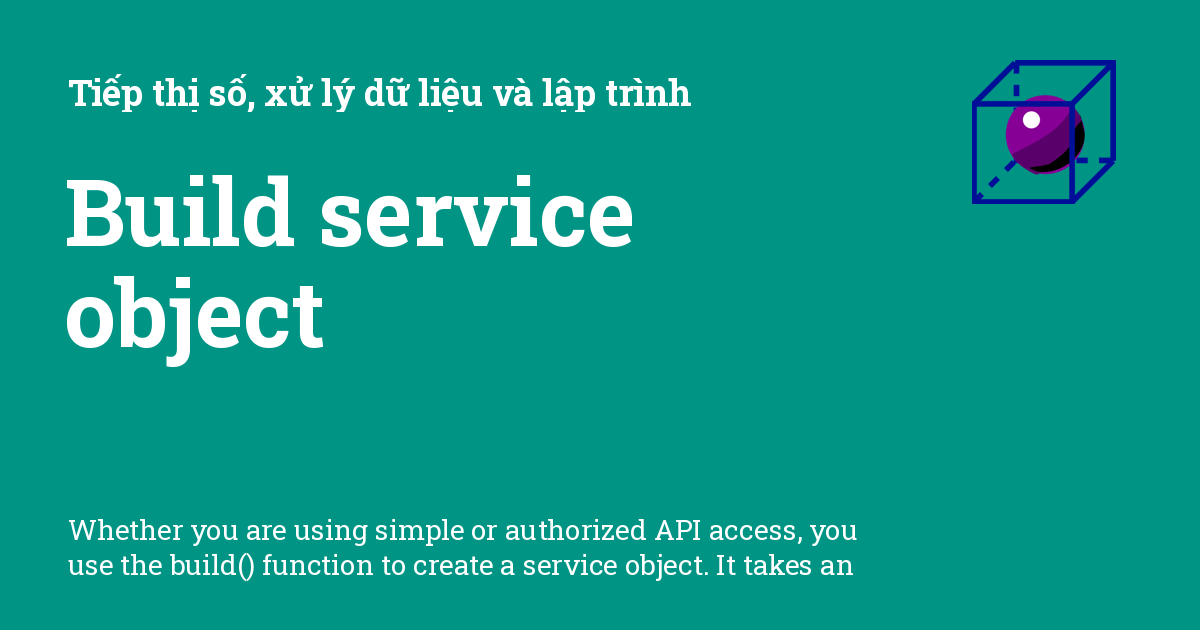 Tiếp thị số, xử lý dữ liệu và lập trình
Build service
object
Whether you are using simple or authorized API access, you
use the build() function to create a service object. It takes an